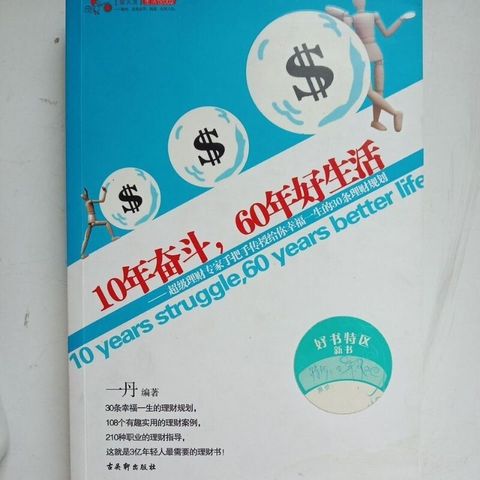 $
$
$
10年奋斗，60年好生活
——超级理财专家手把手传授给你幸福一生的30条理财规划
10 years struggle,60 years better life
好书特区
新书
一丹 编著
30条幸福一生的理财规划，
108个有趣实用的理财案例，
210种职业的理财指导，
这就是3亿年轻人最需要的理财书！
古吴轩出版社